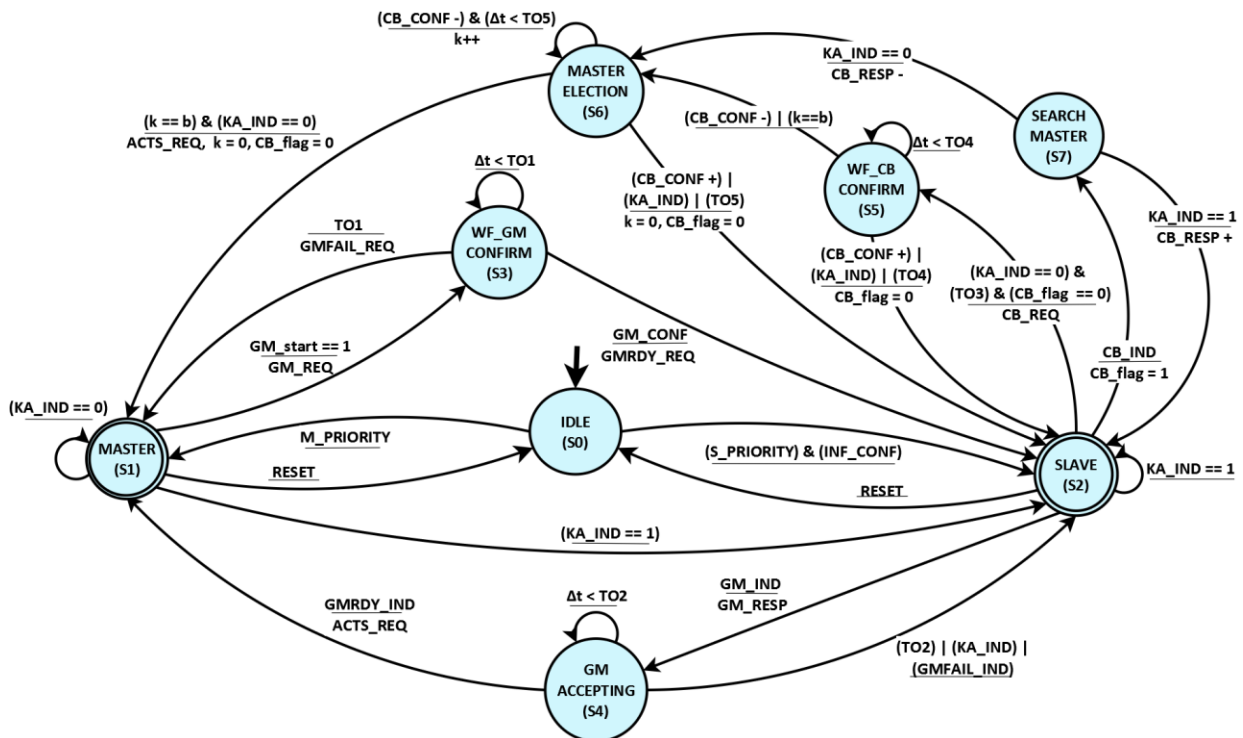 (CB_CONF -) & (Δt < TO5)
k++
MASTER
ELECTION
(S6)
KA_IND == 0
CB_RESP -
SEARCH
MASTER
(S7)
(k == b) & (KA_IND == 0)
ACTS_REQ, k = 0, CB_flag = 0
(CB_CONF -) | (k==b)
Δt < TO4
WF_CB
CONFIRM
(S5)
Δt < TO1
WF_GM
CONFIRM
(S3)
TO1
GMFAIL_REQ
(CB_CONF +) |
(KA_IND) | (TO5)
k = 0, CB_flag = 0
KA_IND == 1
CB_RESP +
(CB_CONF +) |
(KA_IND) | (TO4)
CB_flag = 0
(KA_IND == 0) &
(TO3) & (CB_flag == 0)
CB_REQ
GM_start == 1
GM_REQ
GM_CONF
GMRDY_REQ
CB_IND
CB_flag = 1
(KA_IND == 0)
MASTER
(S1)
M_PRIORITY
RESET
IDLE
(S0)
(S_PRIORITY) & (INF_CONF)
RESET
SLAVE
(S2)
KA_IND == 1
(KA_IND == 1)
GMRDY_IND
ACTS_REQ
Δt < TO2
GM
ACCEPTING
(S4)
GM_IND
GM_RESP
(TO2) | (KA_IND) |
(GMFAIL_IND)